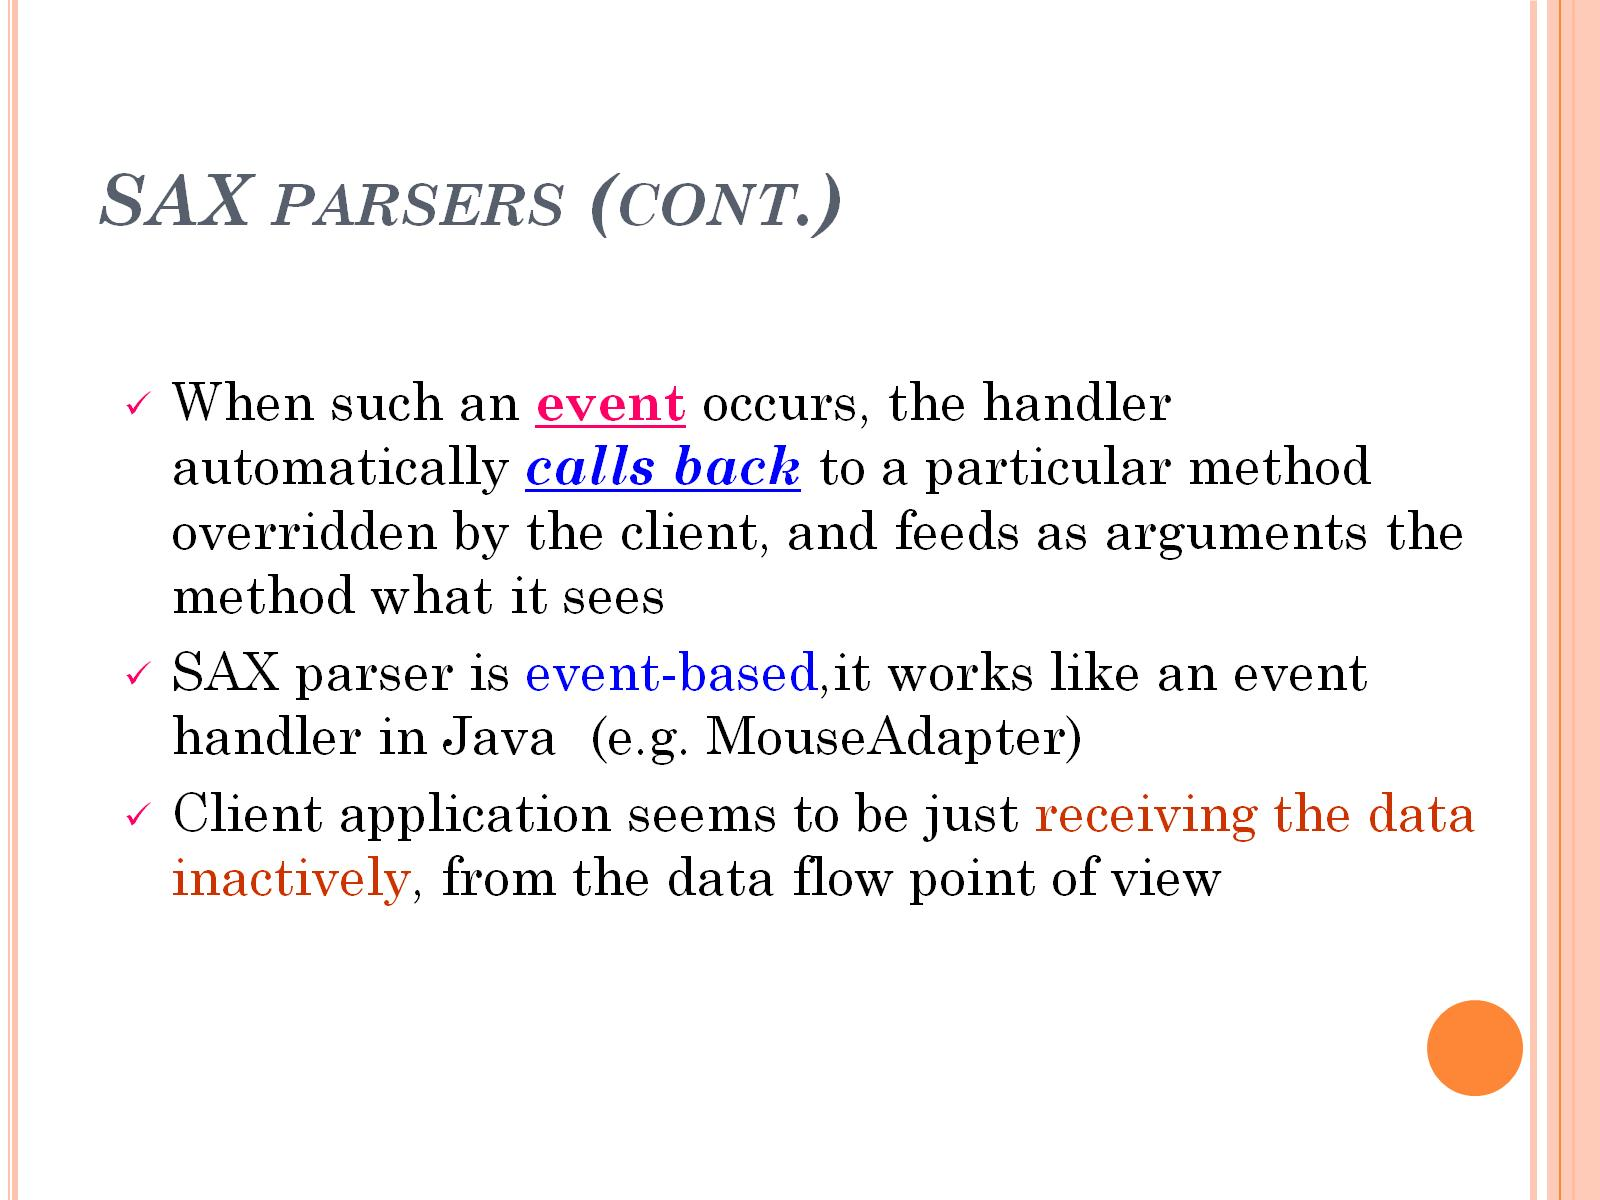 SAX PARSERS (CONT.)
✓ When such an event occurs, the handler
automatically calls back to a particular method
overridden by the client, and feeds as arguments the
method what it sees
✓ SAX parser is event-based,it works like an event
handler in Java  (e.g. MouseAdapter)
✓ Client application seems to be just receiving the data
inactively, from the data flow point of view